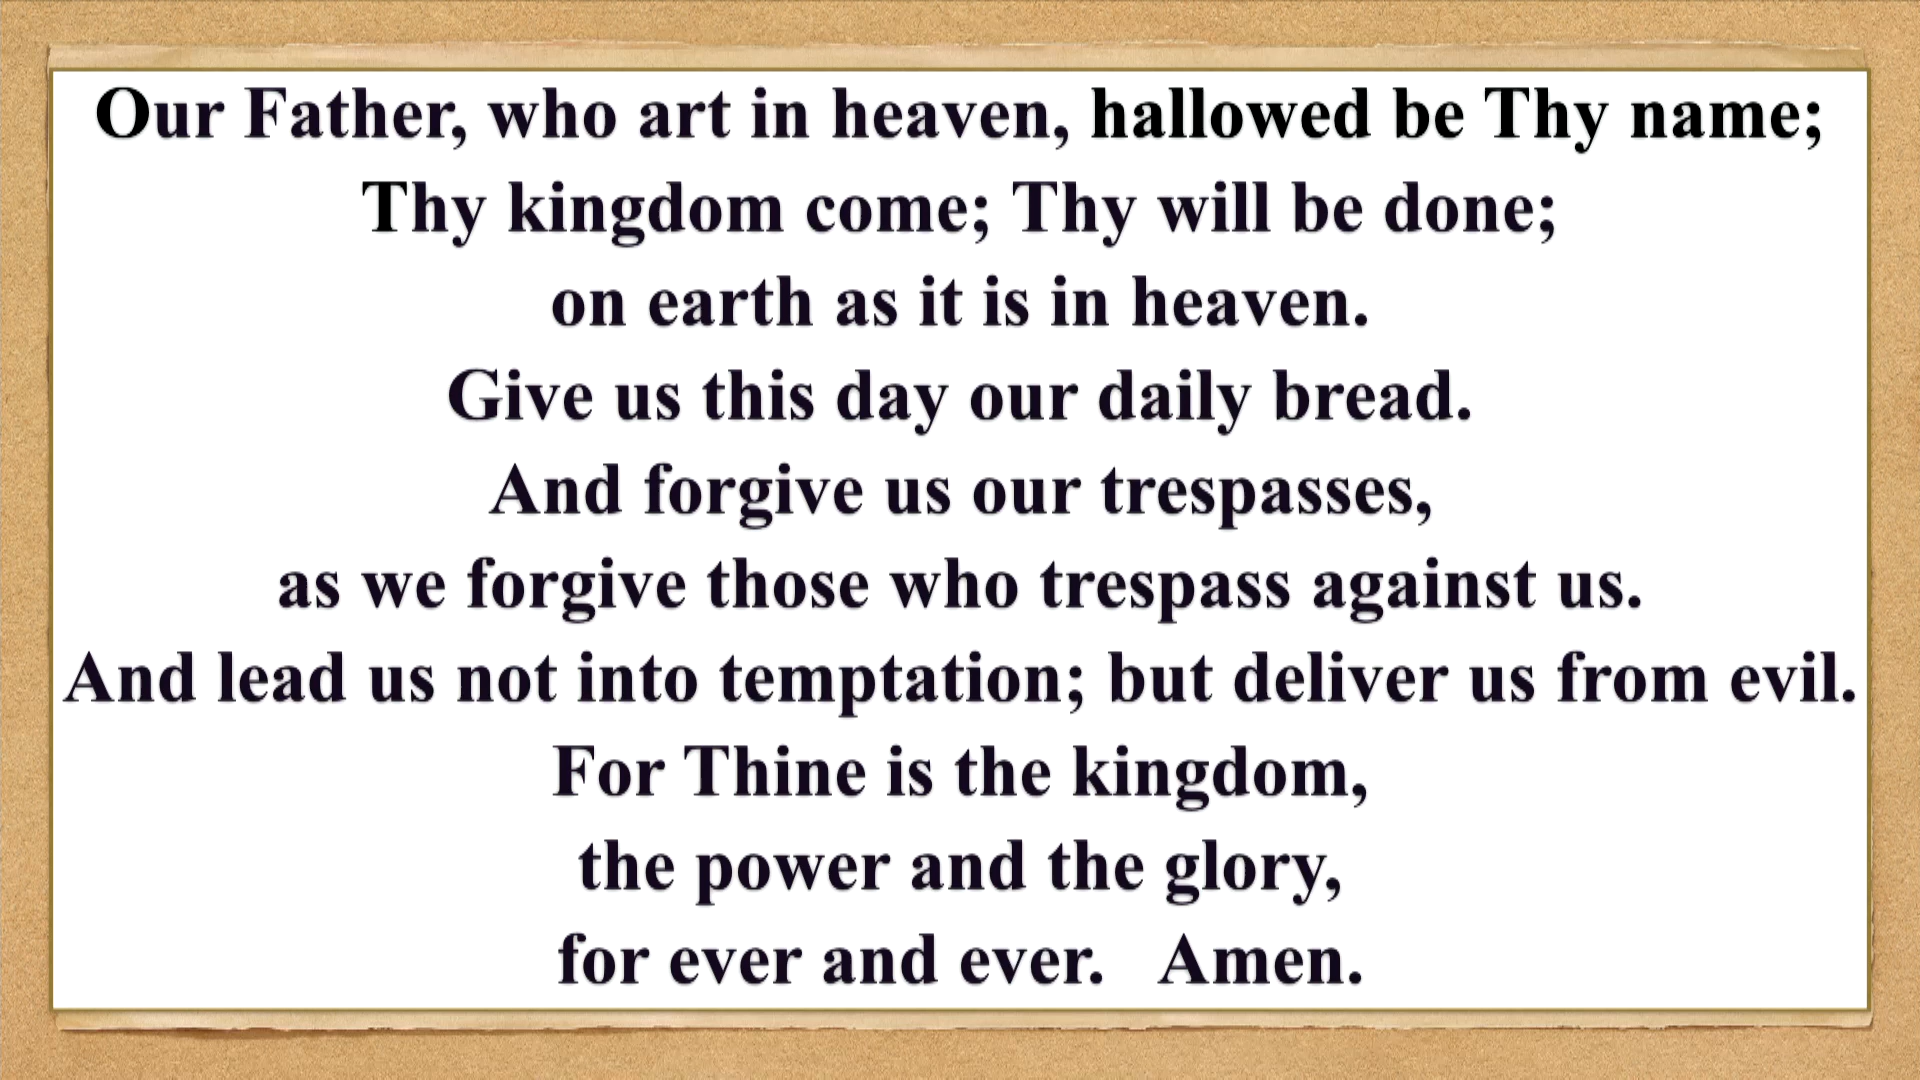 Our Father, who art in heaven, hallowed be Thy name;
Thy kingdom come; Thy will be done;
on earth as it is in heaven.
Give us this day our daily bread.
And forgive us our trespasses,
as we forgive those who trespass against us.
And lead us not into temptation; but deliver us from evil.
For Thine is the kingdom,
the power and the glory,
for ever and ever.   Amen.